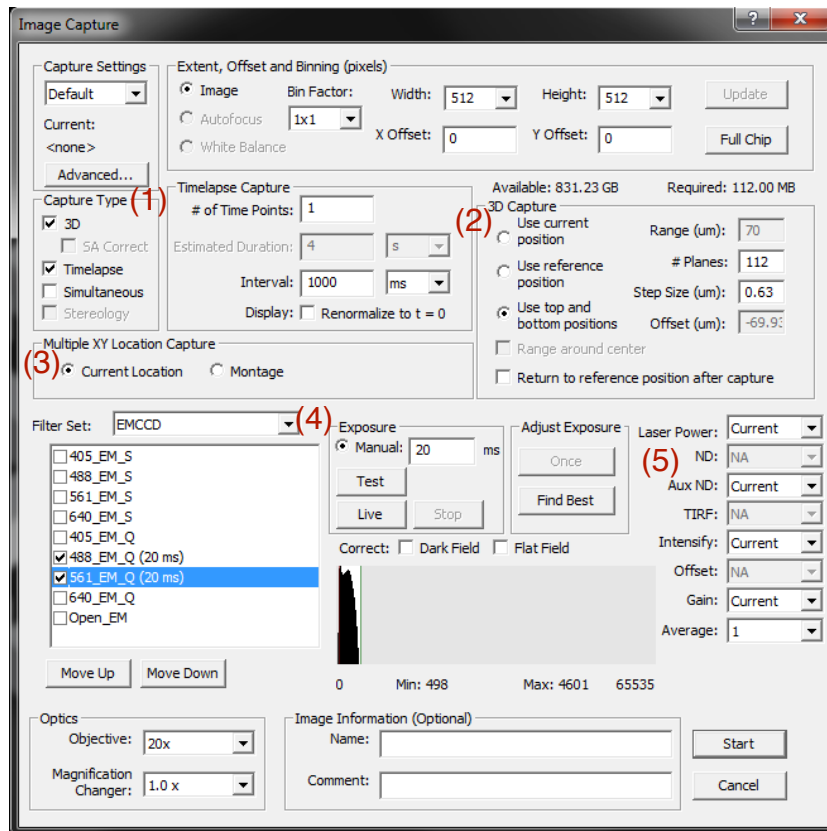 Image Capture
? X
Capture Settings
Default
Current:
<none>
Advanced...
Extent, Offset and Binning (pixels)
Image
Autofocus
White Balance
Bin Factor:
1x1
Width: 512
Height: 512
Update
X Offset: 0
Y Offset: 0
Full Chip
Capture Type (1)
3D
SA Correct
Timelapse
Simultaneous
Stereology
Timelapse Capture
# of Time Points: 1
Estimated Duration: 4 s
Interval: 1000 ms
Display: Renormalize to t = 0
Available: 831.23 GB Required: 112.00 MB
(2) 3D Capture
Use current
position
Use reference
position
Use top and
bottom positions
Range (um): 70
# Planes: 112
Step Size (um): 0.63
Offset (um): -69.93
Range around center
Return to reference position after capture
Multiple XY Location Capture
(3) Current Location Montage
Filter Set: EMCCD
405_EM_S
488_EM_S
561_EM_S
640_EM_S
405_EM_Q
488_EM_Q (20 ms)
561_EM_Q (20 ms)
640_EM_Q
Open_EM
Move Up Move Down
(4) Exposure
Manual: 20 ms
Test
Live Stop
Adjust Exposure
Once
Find Best
Correct: Dark Field Flat Field
0 Min: 498 Max: 4601 65535
Laser Power: Current
(5) ND: NA
Aux ND: Current
TIRF: NA
Intensify: Current
Offset: NA
Gain: Current
Average: 1
Optics
Objective: 20x
Magnification
Changer: 1.0 x
Image Information (Optional)
Name:
Comment:
Start
Cancel